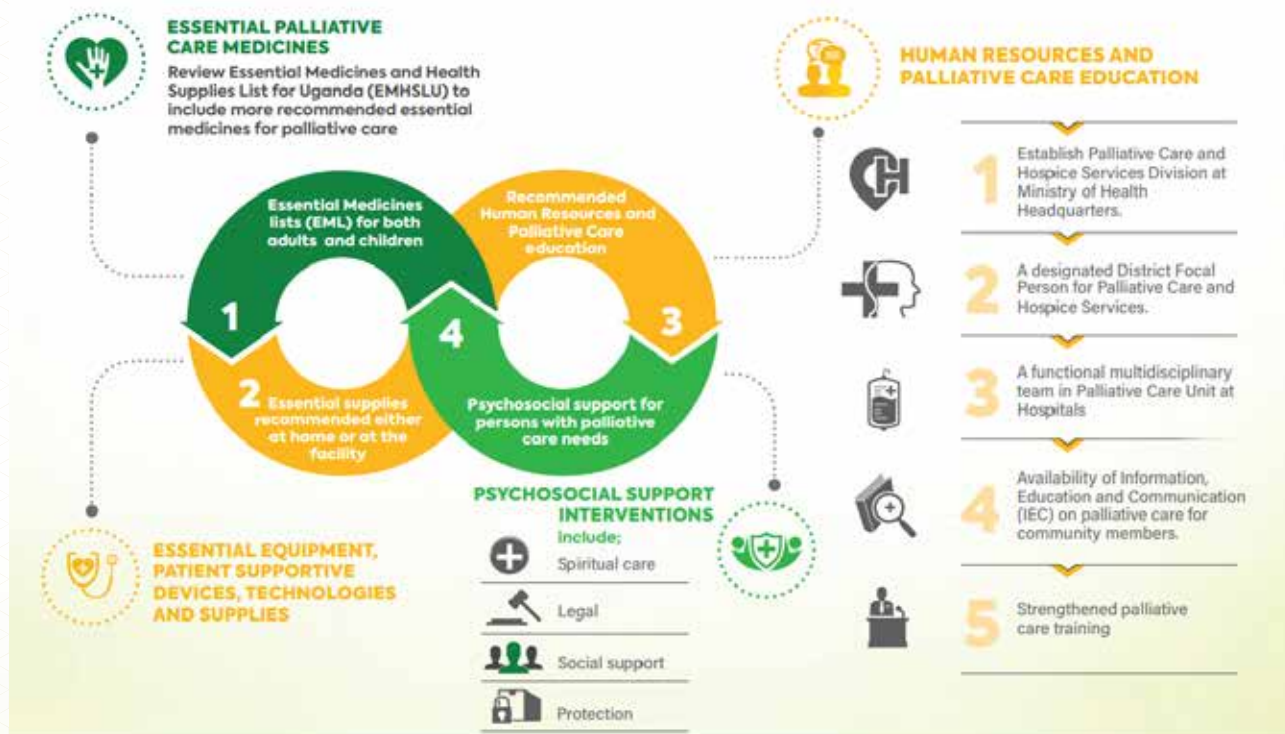 ESSENTIAL PALLIATIVE
CARE MEDICINES
Review Essential Medicines and Health
Supplies List for Uganda (EMHSLU) to
include more recommended essential
medicines for palliative care
Essential Medicines
lists (EML) for both
adults and children
1
2
Essential supplies
recommended either
at home or at the
facility
Recommended
Human Resources and
Palliative Care
education
3
4
Psychosocial support for
persons with palliative
care needs
ESSENTIAL EQUIPMENT,
PATIENT SUPPORTIVE
DEVICES, TECHNOLOGIES
AND SUPPLIES
PSYCHOSOCIAL SUPPORT
INTERVENTIONS
include;
Spiritual care
Legal
Social support
Protection
HUMAN RESOURCES AND
PALLIATIVE CARE EDUCATION
H
1
Establish Palliative Care and
Hospice Services Division at
Ministry of Health
Headquarters.
2
A designated District Focal
Person for Palliative Care and
Hospice Services.
3
A functional multidisciplinary
team in Palliative Care Unit at
Hospitals
4
Availability of Information,
Education and Communication
(IEC) on palliative care for
community members.
5
Strengthened palliative
care training